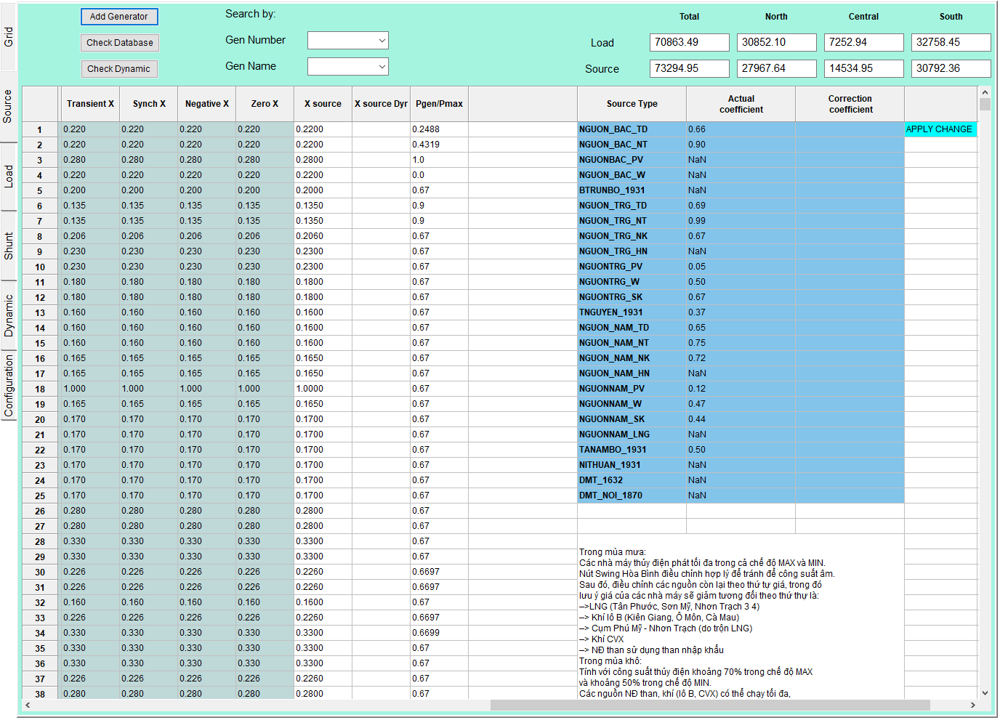 Grid
Source
Load
Shunt
Dynamic
Configuration
Add Generator
Check Database
Check Dynamic
Search by:
Gen Number
Gen Name
Total North Central South
Load 70863.49 30852.10 7252.94 32758.45
Source 73294.95 27967.64 14534.95 30792.36
Transient X Synch X Negative X Zero X X source X source Dyr Pgen/Pmax Source Type Actual coefficient Correction coefficient
1 0.220 0.220 0.220 0.220 0.2200 0.2488 NGUON_BAC_TD 0.66 APPLY CHANGE
2 0.220 0.220 0.220 0.220 0.2200 0.4319 NGUON_BAC_NT 0.90
3 0.280 0.280 0.280 0.280 0.2800 1.0 NGUONBAC_PV NaN
4 0.220 0.220 0.220 0.220 0.2200 0.0 NGUON_BAC_W NaN
5 0.200 0.200 0.200 0.200 0.2000 0.67 BTRUNBO_1931 NaN
6 0.135 0.135 0.135 0.135 0.1350 0.9 NGUON_TRG_TD 0.69
7 0.135 0.135 0.135 0.135 0.1350 0.9 NGUON_TRG_NT 0.99
8 0.206 0.206 0.206 0.206 0.2060 0.67 NGUON_TRG_NK 0.67
9 0.230 0.230 0.230 0.230 0.2300 0.67 NGUON_TRG_HN NaN
10 0.230 0.230 0.230 0.230 0.2300 0.67 NGUONTRG_PV 0.05
11 0.180 0.180 0.180 0.180 0.1800 0.67 NGUONTRG_W 0.50
12 0.180 0.180 0.180 0.180 0.1800 0.67 NGUONTRG_SK 0.67
13 0.160 0.160 0.160 0.160 0.1600 0.67 TNGUYEN_1931 0.37
14 0.160 0.160 0.160 0.160 0.1600 0.67 NGUON_NAM_TD 0.65
15 0.160 0.160 0.160 0.160 0.1600 0.67 NGUON_NAM_NT 0.75
16 0.165 0.165 0.165 0.165 0.1650 0.67 NGUON_NAM_NK 0.72
17 0.165 0.165 0.165 0.165 0.1650 0.67 NGUON_NAM_HN NaN
18 1.000 1.000 1.000 1.000 1.0000 0.67 NGUONNAM_PV 0.12
19 0.165 0.165 0.165 0.165 0.1650 0.67 NGUONNAM_W 0.47
20 0.170 0.170 0.170 0.170 0.1700 0.67 NGUONNAM_SK 0.44
21 0.170 0.170 0.170 0.170 0.1700 0.67 NGUONNAM_LNG NaN
22 0.170 0.170 0.170 0.170 0.1700 0.67 TANAMBO_1931 0.50
23 0.170 0.170 0.170 0.170 0.1700 0.67 NITHUAN_1931 NaN
24 0.170 0.170 0.170 0.170 0.1700 0.67 DMT_1632 NaN
25 0.170 0.170 0.170 0.170 0.1700 0.67 DMT_NOI_1870 NaN
26 0.280 0.280 0.280 0.280 0.2800 0.67
27 0.280 0.280 0.280 0.280 0.2800 0.67
28 0.330 0.330 0.330 0.330 0.3300 0.67
29 0.330 0.330 0.330 0.330 0.3300 0.67
30 0.226 0.226 0.226 0.226 0.2260 0.6697
31 0.226 0.226 0.226 0.226 0.2260 0.6697
32 0.160 0.160 0.160 0.160 0.1600 0.67
33 0.226 0.226 0.226 0.226 0.2260 0.6697
34 0.330 0.330 0.330 0.330 0.3300 0.6699
35 0.330 0.330 0.330 0.330 0.3300 0.67
36 0.330 0.330 0.330 0.330 0.3300 0.67
37 0.226 0.226 0.226 0.226 0.2260 0.67
38 0.280 0.280 0.280 0.280 0.2800 0.67
Trong mùa mưa:
Các nhà máy thủy điện phát tối đa trong cả chế độ MAX và MIN.
Nút Swing Hòa Bình điều chỉnh hợp lý để tránh để công suất âm.
Sau đó, điều chỉnh các nguồn còn lại theo thứ tự giá, trong đó
lưu ý giá của các nhà máy sẽ giảm tương đối theo thứ thự là:
-->LNG (Tân Phước, Sơn Mỹ, Nhơn Trạch 3 4)
--> Khí lô B (Kiên Giang, Ô Môn, Cà Mau)
--> Cụm Phú Mỹ - Nhơn Trạch (do trộn LNG)
--> Khí CVX
--> NĐ than sử dụng than nhập khẩu
Trong mùa khô:
Tính với công suất thủy điện khoảng 70% trong chế độ MAX
và khoảng 50% trong chế độ MIN.
Các nguồn NĐ than, khí (lô B, CVX) có thể chạy tối đa,